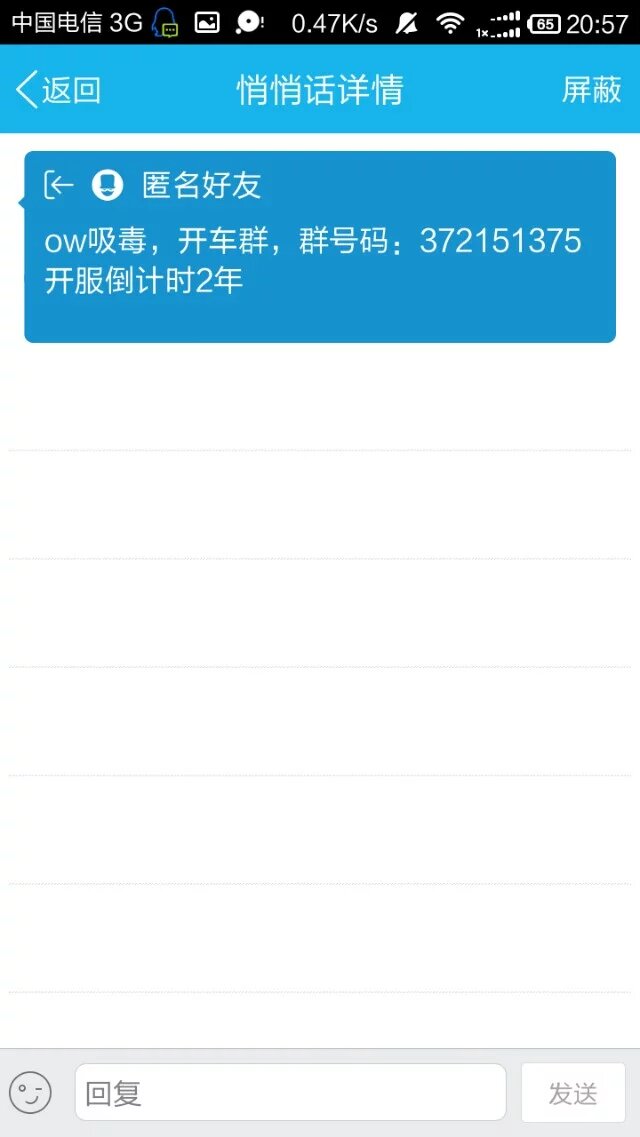 中国电信 3G 0.47K/s 1x 65 20:57
返回 悄悄话详情 屏蔽
匿名好友
ow吸毒，开车群，群号码：372151375
开服倒计时2年
回复 发送